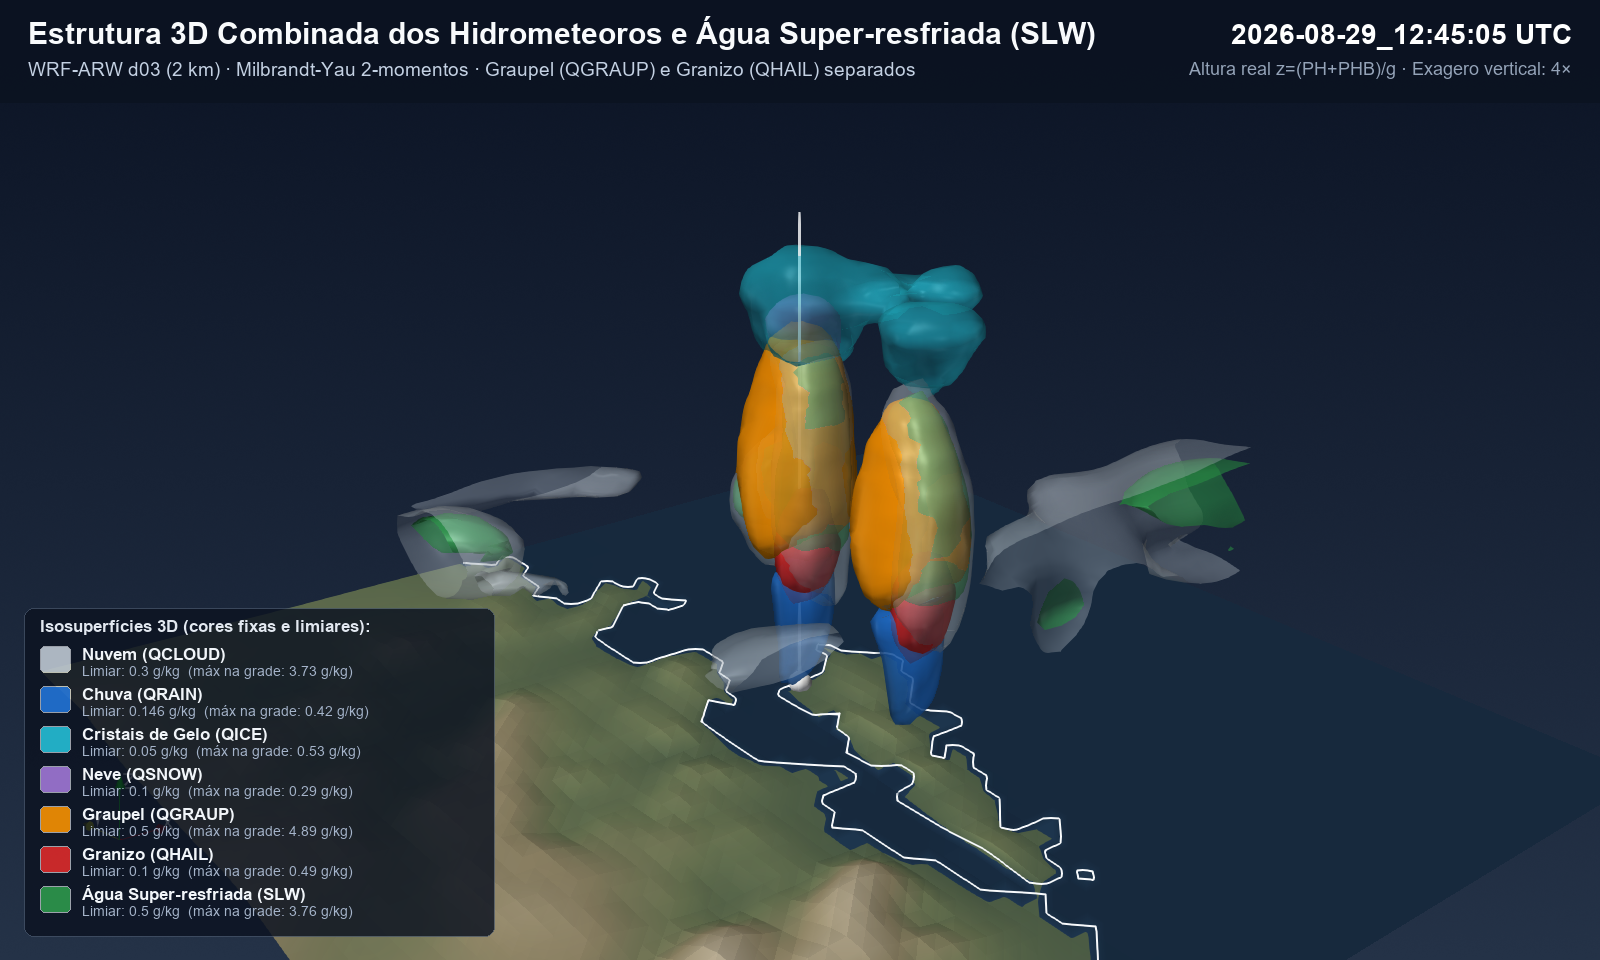 Estrutura 3D Combinada dos Hidrometeoros e Água Super-resfriada (SLW)
2026-08-29_12:45:05 UTC
WRF-ARW d03 (2 km) · Milbrandt-Yau 2-momentos · Graupel (QGRAUP) e Granizo (QHAIL) separados
Altura real z=(PH+PHB)/g · Exagero vertical: 4×
Isosuperfícies 3D (cores fixas e limiares):
Nuvem (QCLOUD)
Limiar: 0.3 g/kg (máx na grade: 3.73 g/kg)
Chuva (QRAIN)
Limiar: 0.146 g/kg (máx na grade: 0.42 g/kg)
Cristais de Gelo (QICE)
Limiar: 0.05 g/kg (máx na grade: 0.53 g/kg)
Neve (QSNOW)
Limiar: 0.1 g/kg (máx na grade: 0.29 g/kg)
Graupel (QGRAUP)
Limiar: 0.5 g/kg (máx na grade: 4.89 g/kg)
Granizo (QHAIL)
Limiar: 0.1 g/kg (máx na grade: 0.49 g/kg)
Água Super-resfriada (SLW)
Limiar: 0.5 g/kg (máx na grade: 3.76 g/kg)